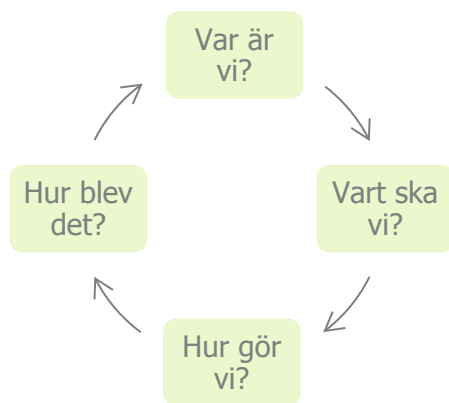 Var är
vi?
Vart ska
vi?
Hur gör
vi?
Hur blev
det?